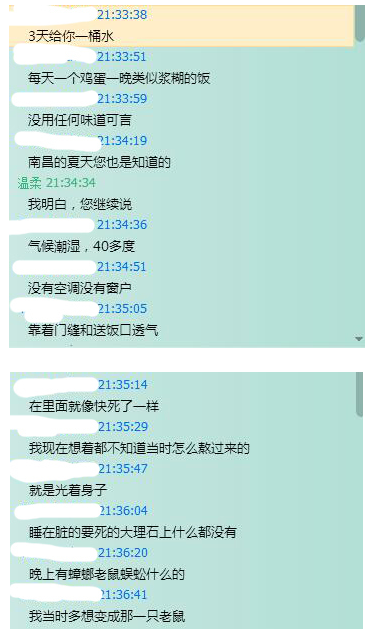 21:33:38
3天给你一桶水
21:33:51
每天一个鸡蛋一晚类似浆糊的饭
21:33:59
没用任何味道可言
21:34:19
南昌的夏天您也是知道的
温柔 21:34:34
我明白，您继续说
21:34:36
气候潮湿，40多度
21:34:51
没有空调没有窗户
21:35:05
靠着门缝和送饭口透气
21:35:14
在里面就像快死了一样
21:35:29
我现在想着都不知道当时怎么熬过来的
21:35:47
就是光着身子
21:36:04
睡在脏的要死的大理石上什么都没有
21:36:20
晚上有蟑螂老鼠蜈蚣什么的
21:36:41
我当时多想变成那一只老鼠